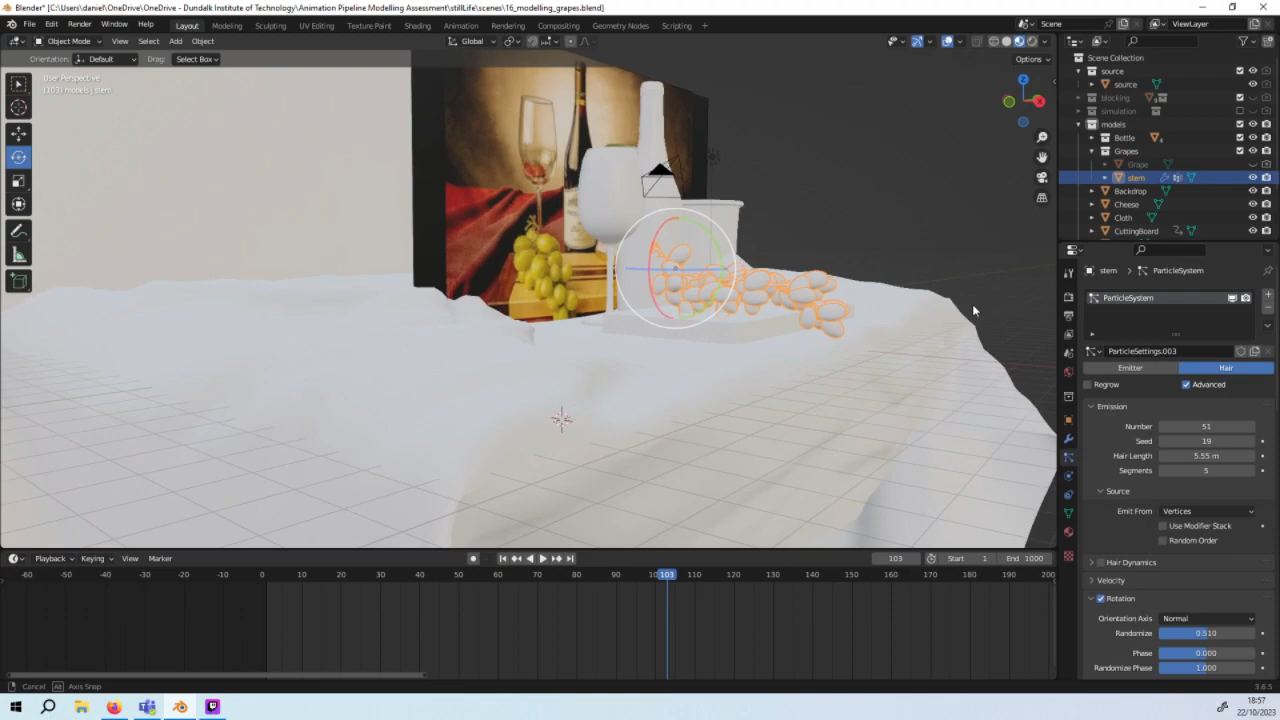 Blender* [C:\Users\daniel\OneDrive\OneDrive - Dundalk Institute of Technology\Animation Pipeline Modelling Assessment\stillLife\scenes\16_modelling_grapes.blend]
File Edit Render Window Help Layout Modeling Sculpting UV Editing Texture Paint Shading Animation Rendering Compositing Geometry Nodes Scripting + Scene ViewLayer
Object Mode View Select Add Object Global
Orientation: Default Drag: Select Box Options
User Perspective
(103) models | stem
Z
X
Scene Collection
source
source
blocking
simulation
models
Bottle
Grapes
Grape
stem
Backdrop
Cheese
Cloth
CuttingBoard
stem > ParticleSystem
ParticleSystem
ParticleSettings.003
Emitter Hair
Regrow Advanced
Emission
Number 51
Seed 19
Hair Length 5.55 m
Segments 5
Source
Emit From Vertices
Use Modifier Stack
Random Order
Hair Dynamics
Velocity
Rotation
Orientation Axis Normal
Randomize 0.510
Phase 0.000
Randomize Phase 1.000
Playback Keying View Marker 103 Start 1 End 1000
-60 -50 -40 -30 -20 -10 0 10 20 30 40 50 60 70 80 90 103 110 120 130 140 150 160 170 180 190 200
Cancel Alt Axis Snap 3.6.5
18:57
22/10/2023